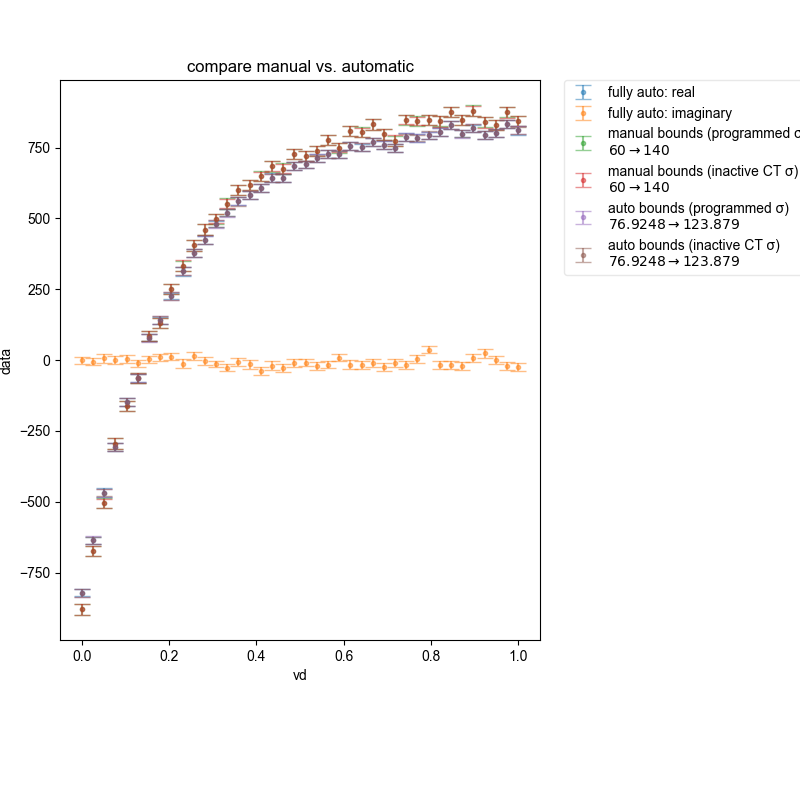 compare manual vs. automatic
data
750
500
250
0
−250
−500
−750
0.0 0.2 0.4 0.6 0.8 1.0
vd
fully auto: real
fully auto: imaginary
manual bounds (programmed σ
60→140
manual bounds (inactive CT σ)
60→140
auto bounds (programmed σ)
76.9248→123.879
auto bounds (inactive CT σ)
76.9248→123.879